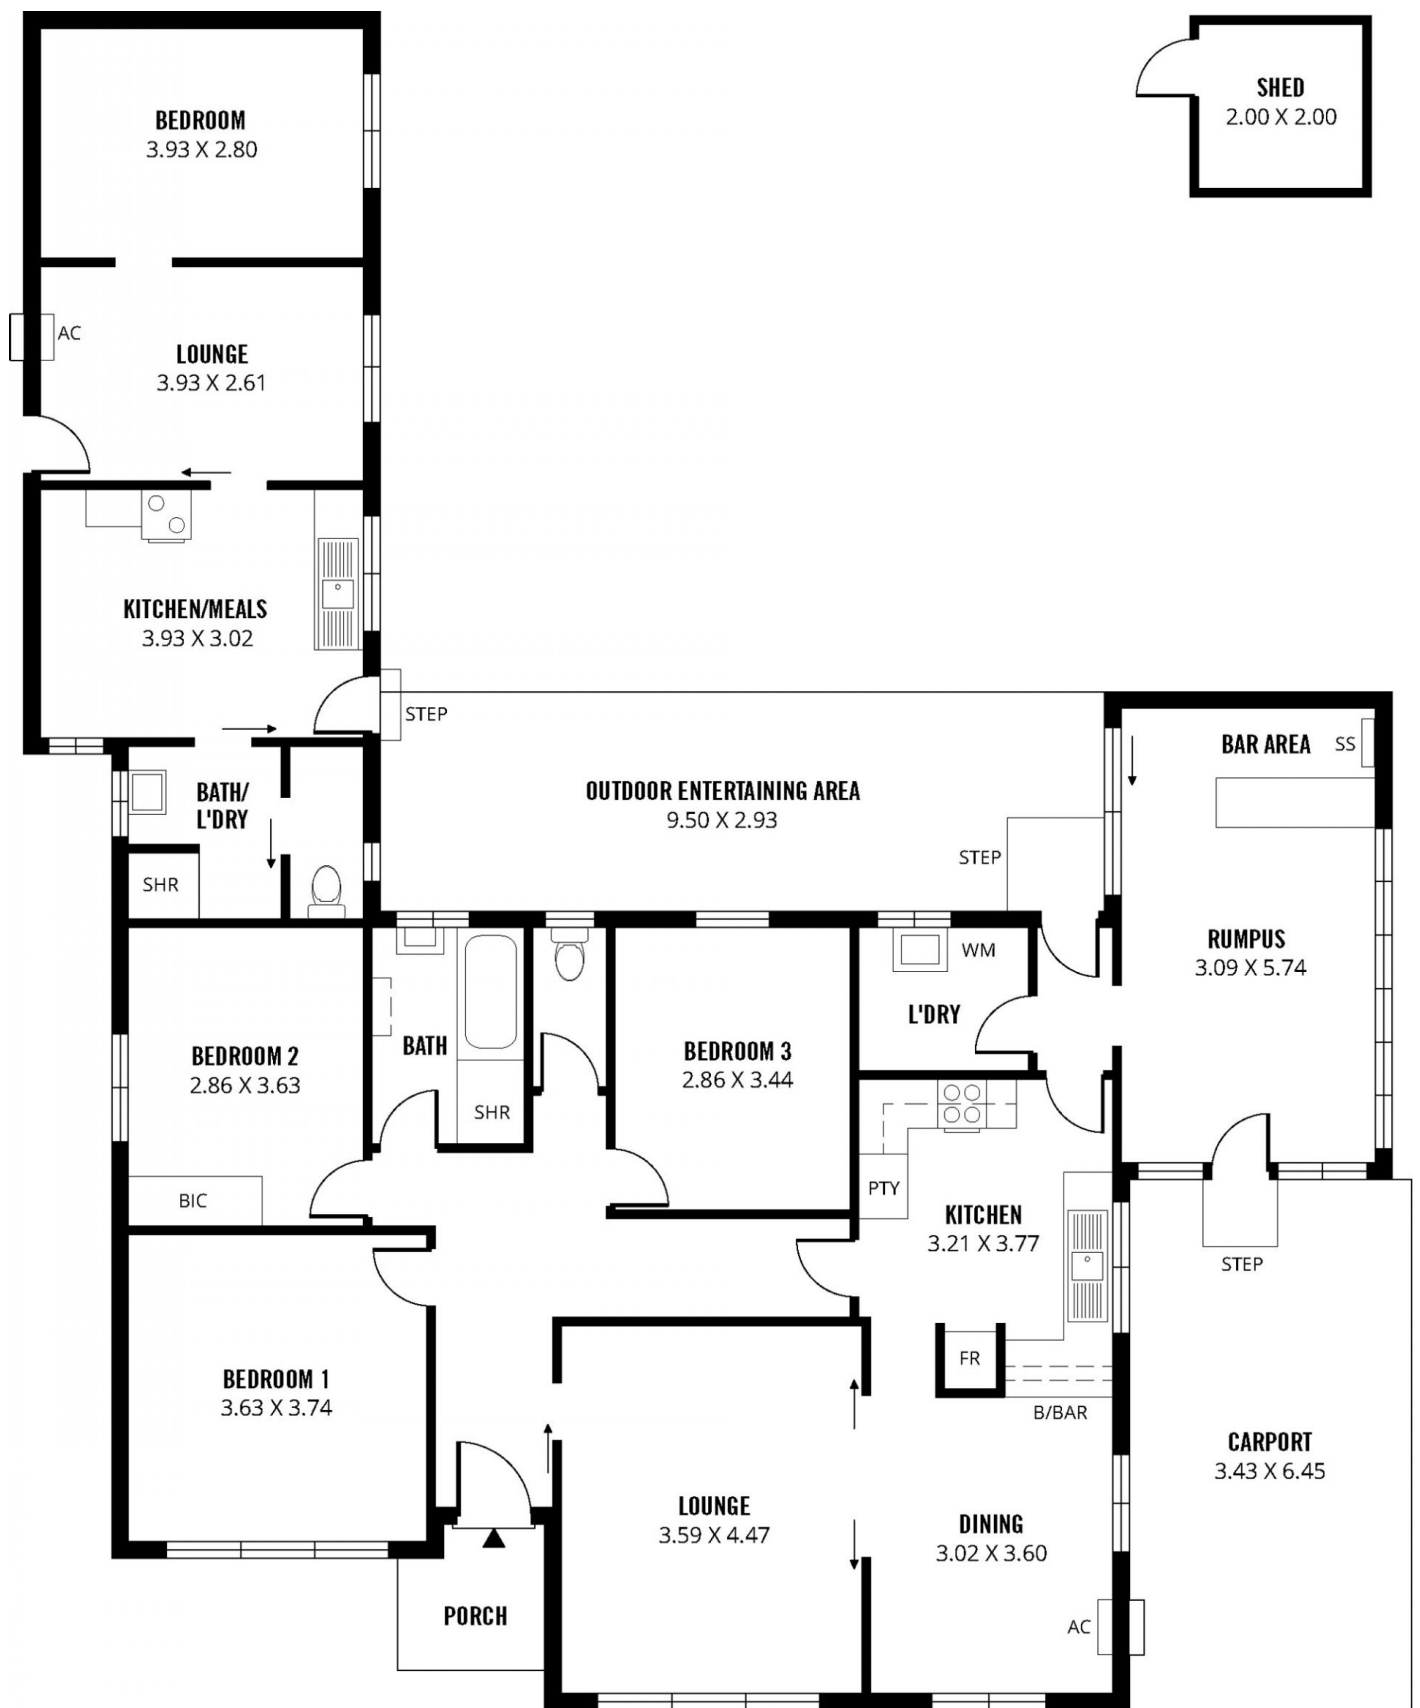 BEDROOM
3.93 X 2.80
SHED
2.00 X 2.00
AC
LOUNGE
3.93 X 2.61
KITCHEN/MEALS
3.93 X 3.02
STEP
BATH/
L'DRY
SHR
OUTDOOR ENTERTAINING AREA
9.50 X 2.93
STEP
BAR AREA
SS
RUMPUS
3.09 X 5.74
BEDROOM 2
2.86 X 3.63
BIC
BATH
SHR
BEDROOM 3
2.86 X 3.44
WM
L'DRY
PTY
KITCHEN
3.21 X 3.77
STEP
FR
B/BAR
BEDROOM 1
3.63 X 3.74
LOUNGE
3.59 X 4.47
DINING
3.02 X 3.60
CARPORT
3.43 X 6.45
PORCH
AC